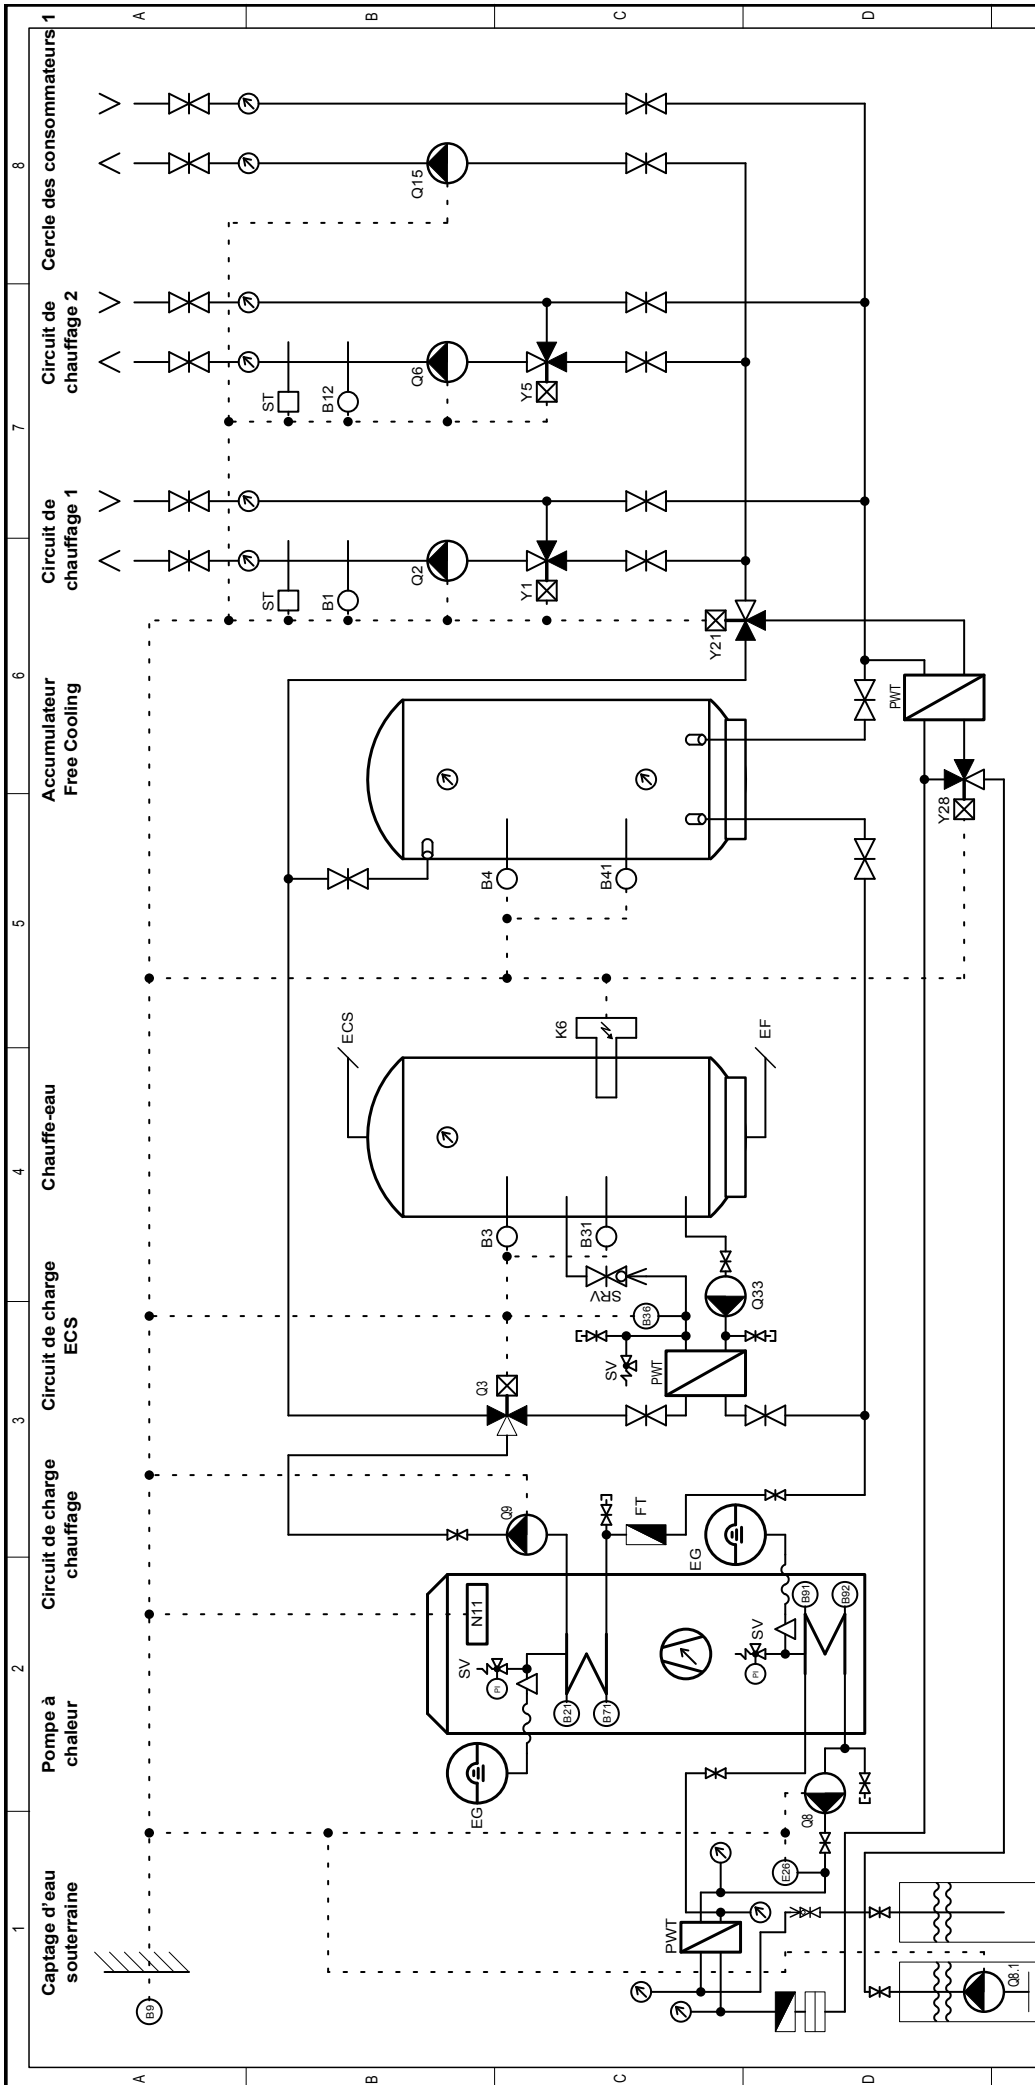 1
2
3
4
5
6
7
8
A
B
C
D
A
B
C
D
Captage d'eau
souterraine
Pompe à
chaleur
Circuit de charge
chauffage
Circuit de charge
ECS
Chauffe-eau
Accumulateur
Free Cooling
Circuit de
chauffage 1
Circuit de
chauffage 2
Cercle des consommateurs 1
B9
EG
SV
PI
N11
B21
B71
Q9
FT
EG
SV
PI
B91
B92
Q8
E26
PWT
Q8.1
Q3
SV
PWT
B36
SRV
Q33
B3
B31
ECS
K6
EF
B4
B41
Y28
PWT
Y21
ST
B1
Q2
Y1
ST
B12
Q6
Y5
Q15